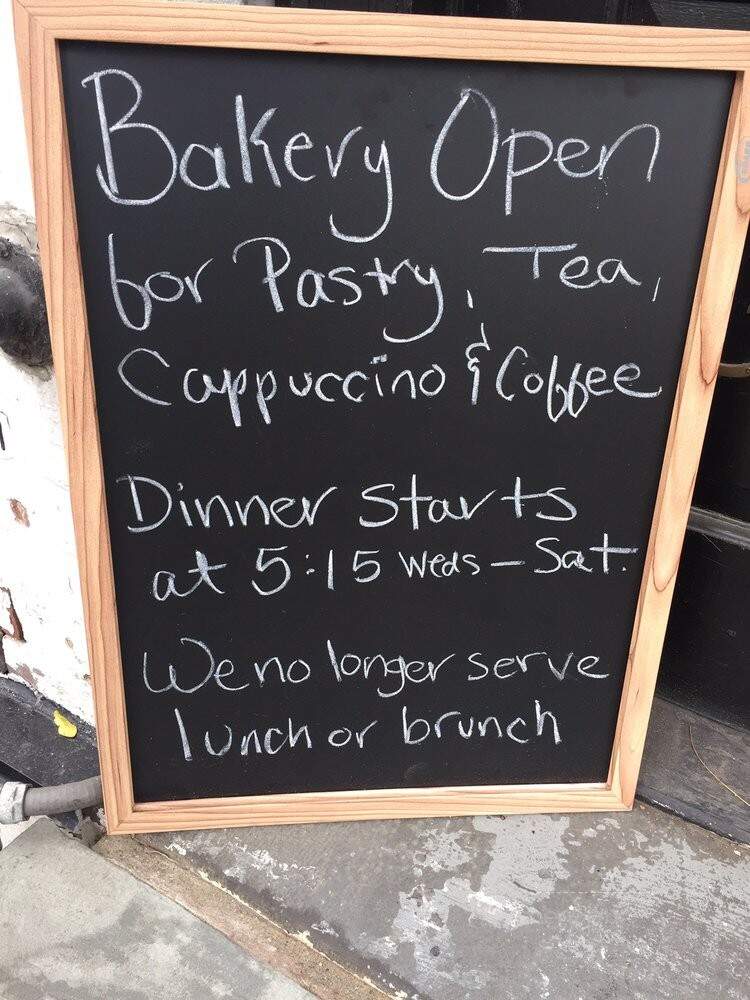 Bakery Open
for Pastry, Tea,
Cappuccino & Coffee
Dinner starts
at 5:15 Weds - Sat.
We no longer serve
lunch or brunch